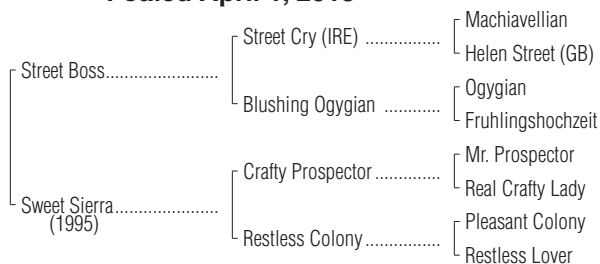 Foaled April 1,
Machiavellian
Street Cry (IRE) ................
Helen Street (GB)
Street Boss........................
Ogygian
Blushing Ogygian ............
Fruhlingshochzeit
Mr. Prospector
Crafty Prospector ..............
Real Crafty Lady
Sweet Sierra......................
(1995)
Pleasant Colony
Restless Colony................
Restless Lover